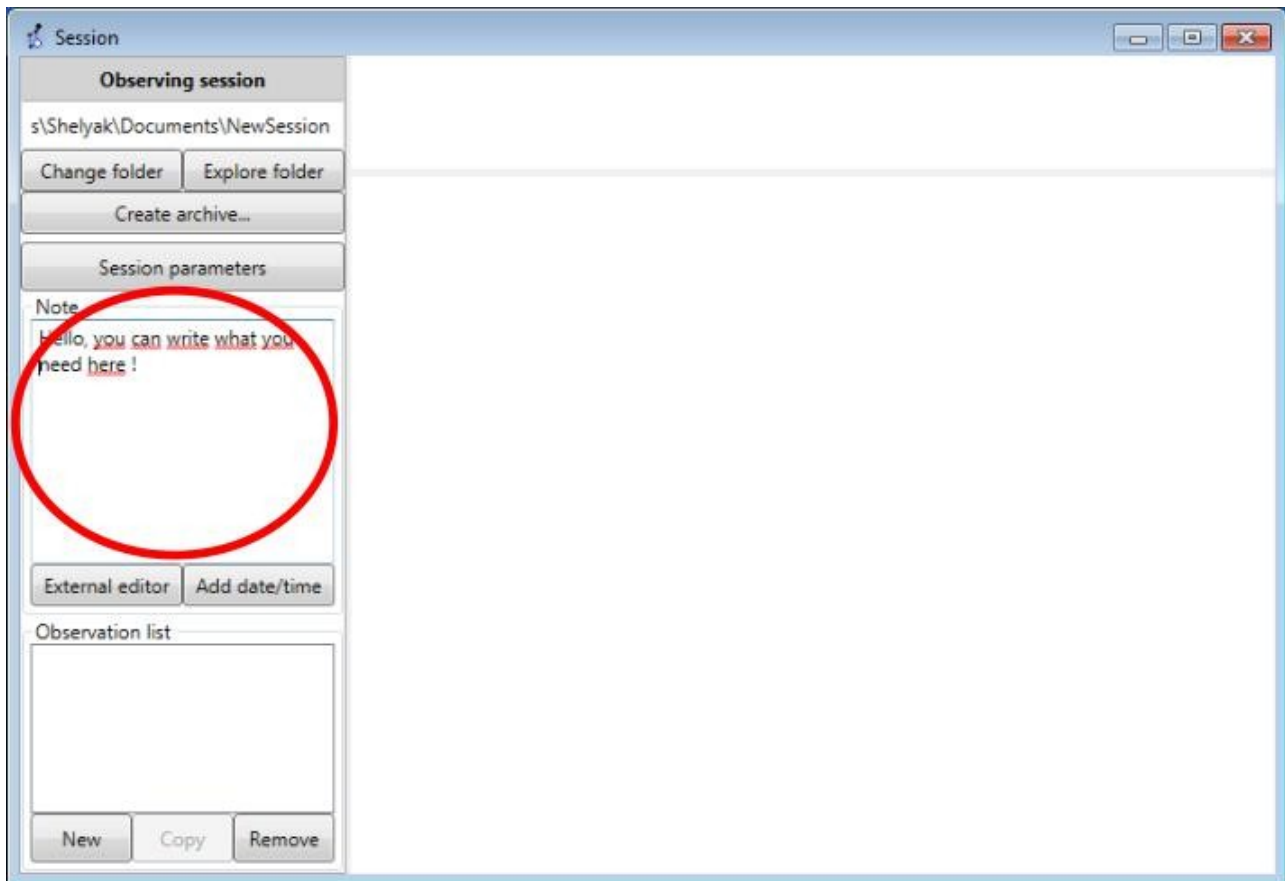 Session
Observing session
s\Shelyak\Documents\NewSession
Change folder
Explore folder
Create archive...
Session parameters
Note
Hello, you can write what you
need here !
External editor
Add date/time
Observation list
New
Copy
Remove